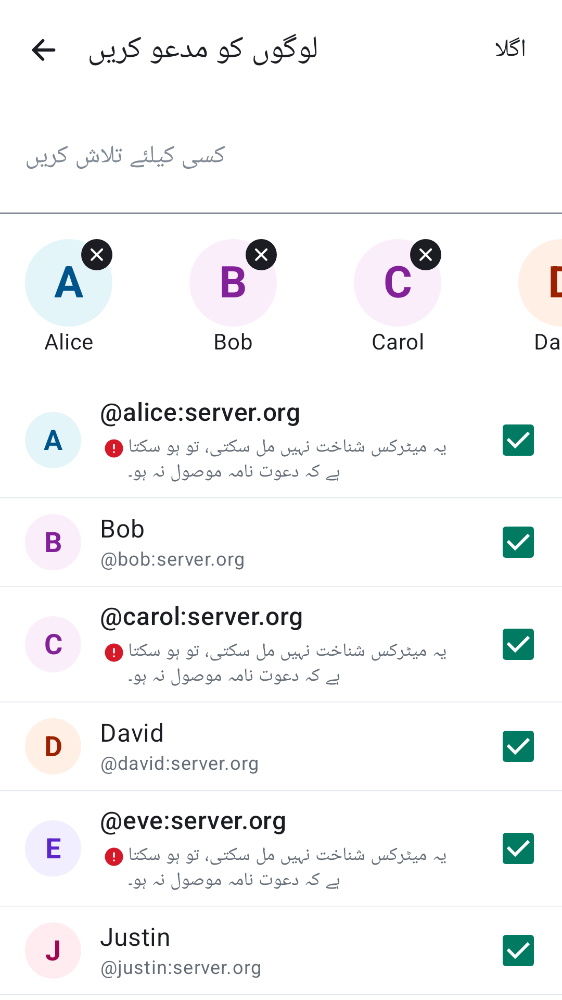 لوگوں کو مدعو کریں
اگلا
کسی کیلئے تلاش کریں
A
B
C
D
Alice
Bob
Carol
Da
A
@alice:server.org
یہ میٹرکس شناخت نہیں مل سکتی، تو ہو سکتا
ہے کہ دعوت نامہ موصول نہ ہو۔
B
Bob
@bob:server.org
C
@carol:server.org
یہ میٹرکس شناخت نہیں مل سکتی، تو ہو سکتا
ہے کہ دعوت نامہ موصول نہ ہو۔
D
David
@david:server.org
E
@eve:server.org
یہ میٹرکس شناخت نہیں مل سکتی، تو ہو سکتا
ہے کہ دعوت نامہ موصول نہ ہو۔
J
Justin
@justin:server.org